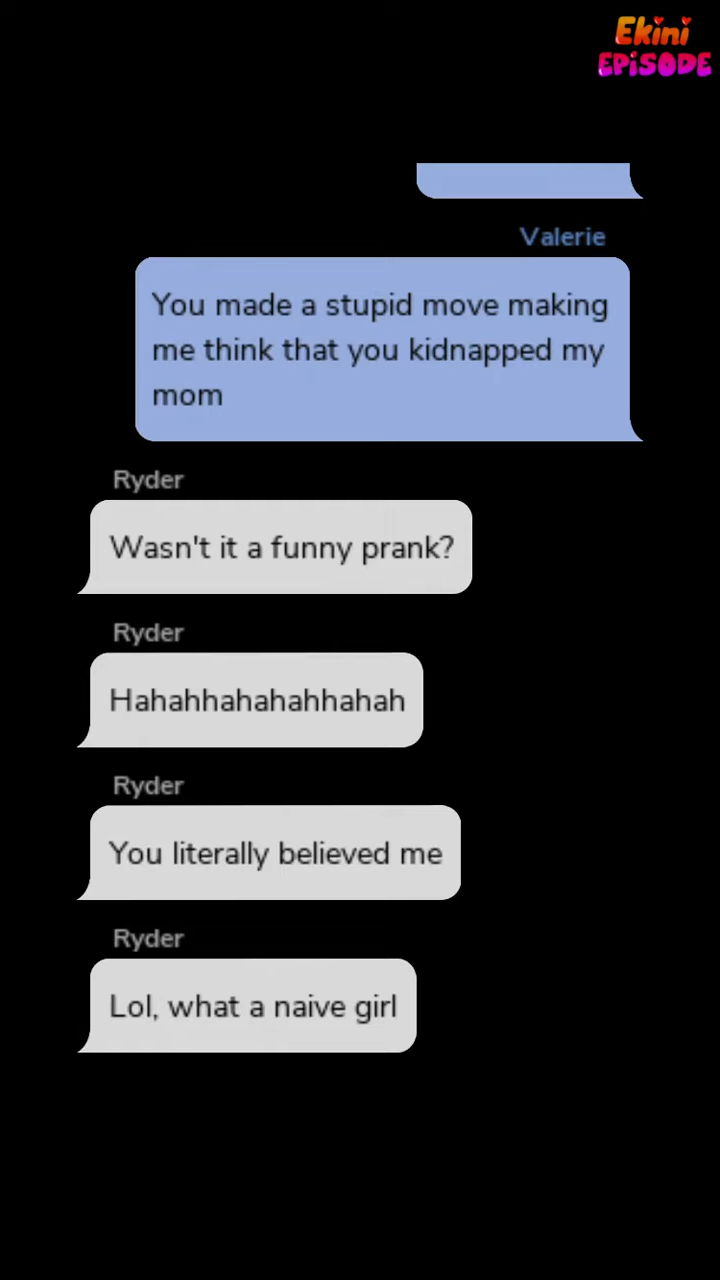 Ekini
EPiSODE
Valerie
You made a stupid move making
me think that you kidnapped my
mom
Ryder
Wasn't it a funny prank?
Ryder
Hahahhahahahhahah
Ryder
You literally believed me
Ryder
Lol, what a naive girl